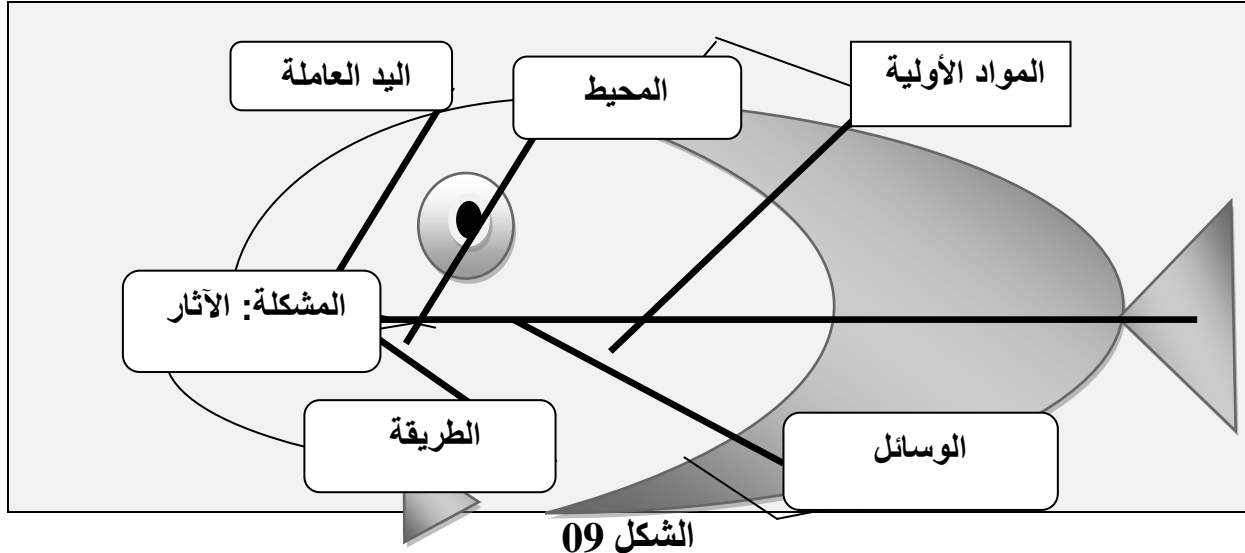 المواد الأولية
المحيط
اليد العاملة
المشكلة: الآثار
الطريقة
الوسائل
الشكل 09